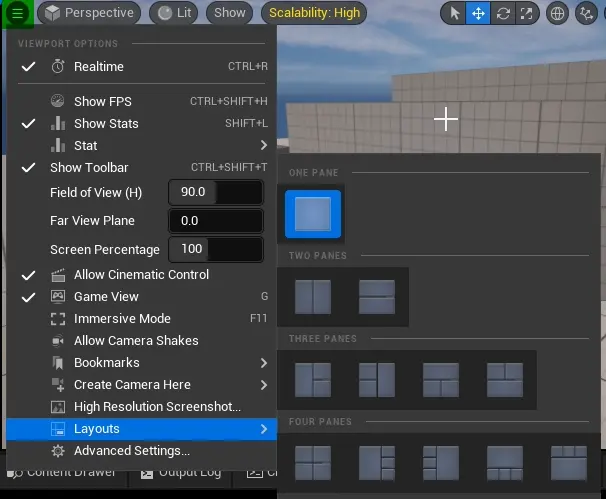 Perspective Lit Show Scalability: High
VIEWPORT OPTIONS
Realtime CTRL+R
Show FPS CTRL+SHIFT+H
Show Stats SHIFT+L
Stat
Show Toolbar CTRL+SHIFT+T
Field of View (H) 90.0
Far View Plane 0.0
Screen Percentage 100
Allow Cinematic Control
Game View G
Immersive Mode F11
Allow Camera Shakes
Bookmarks
Create Camera Here
High Resolution Screenshot...
Layouts
Advanced Settings...
ONE PANE
TWO PANES
THREE PANES
FOUR PANES
Content Drawer Output Log